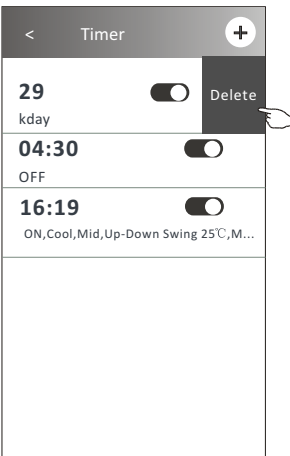 < Timer +
29
Delete
kday
04:30
OFF
16:19
ON,Cool,Mid,Up-Down Swing 25℃,M...